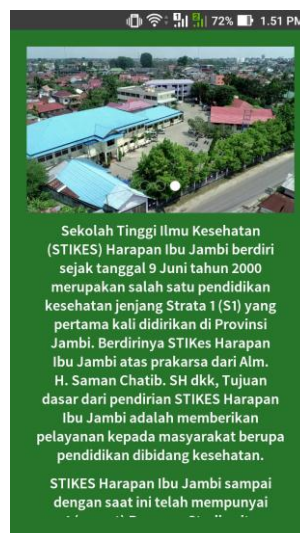 72% 1.51 PM
Sekolah Tinggi Ilmu Kesehatan
(STIKES) Harapan Ibu Jambi berdiri
sejak tanggal 9 Juni tahun 2000
merupakan salah satu pendidikan
kesehatan jenjang Strata 1 (S1) yang
pertama kali didirikan di Provinsi
Jambi. Berdirinya STIKes Harapan
Ibu Jambi atas prakarsa dari Alm.
H. Saman Chatib. SH dkk, Tujuan
dasar dari pendirian STIKES Harapan
Ibu Jambi adalah memberikan
pelayanan kepada masyarakat berupa
pendidikan dibidang kesehatan.
STIKES Harapan Ibu Jambi sampai
dengan saat ini telah mempunyai